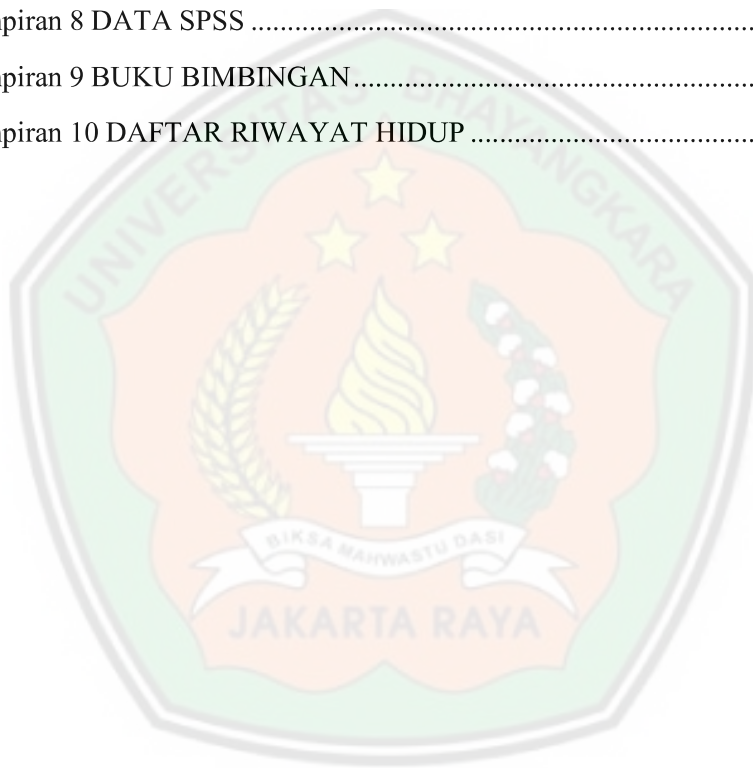 piran 8 DATA SPSS ................................................................
piran 9 BUKU BIMBINGAN..................................................
piran 10 DAFTAR RIWAYAT HIDUP ...................................
UNIVERSITAS BHAYANGKARA
BIKSA MAHWASTU DASI
JAKARTA RAYA